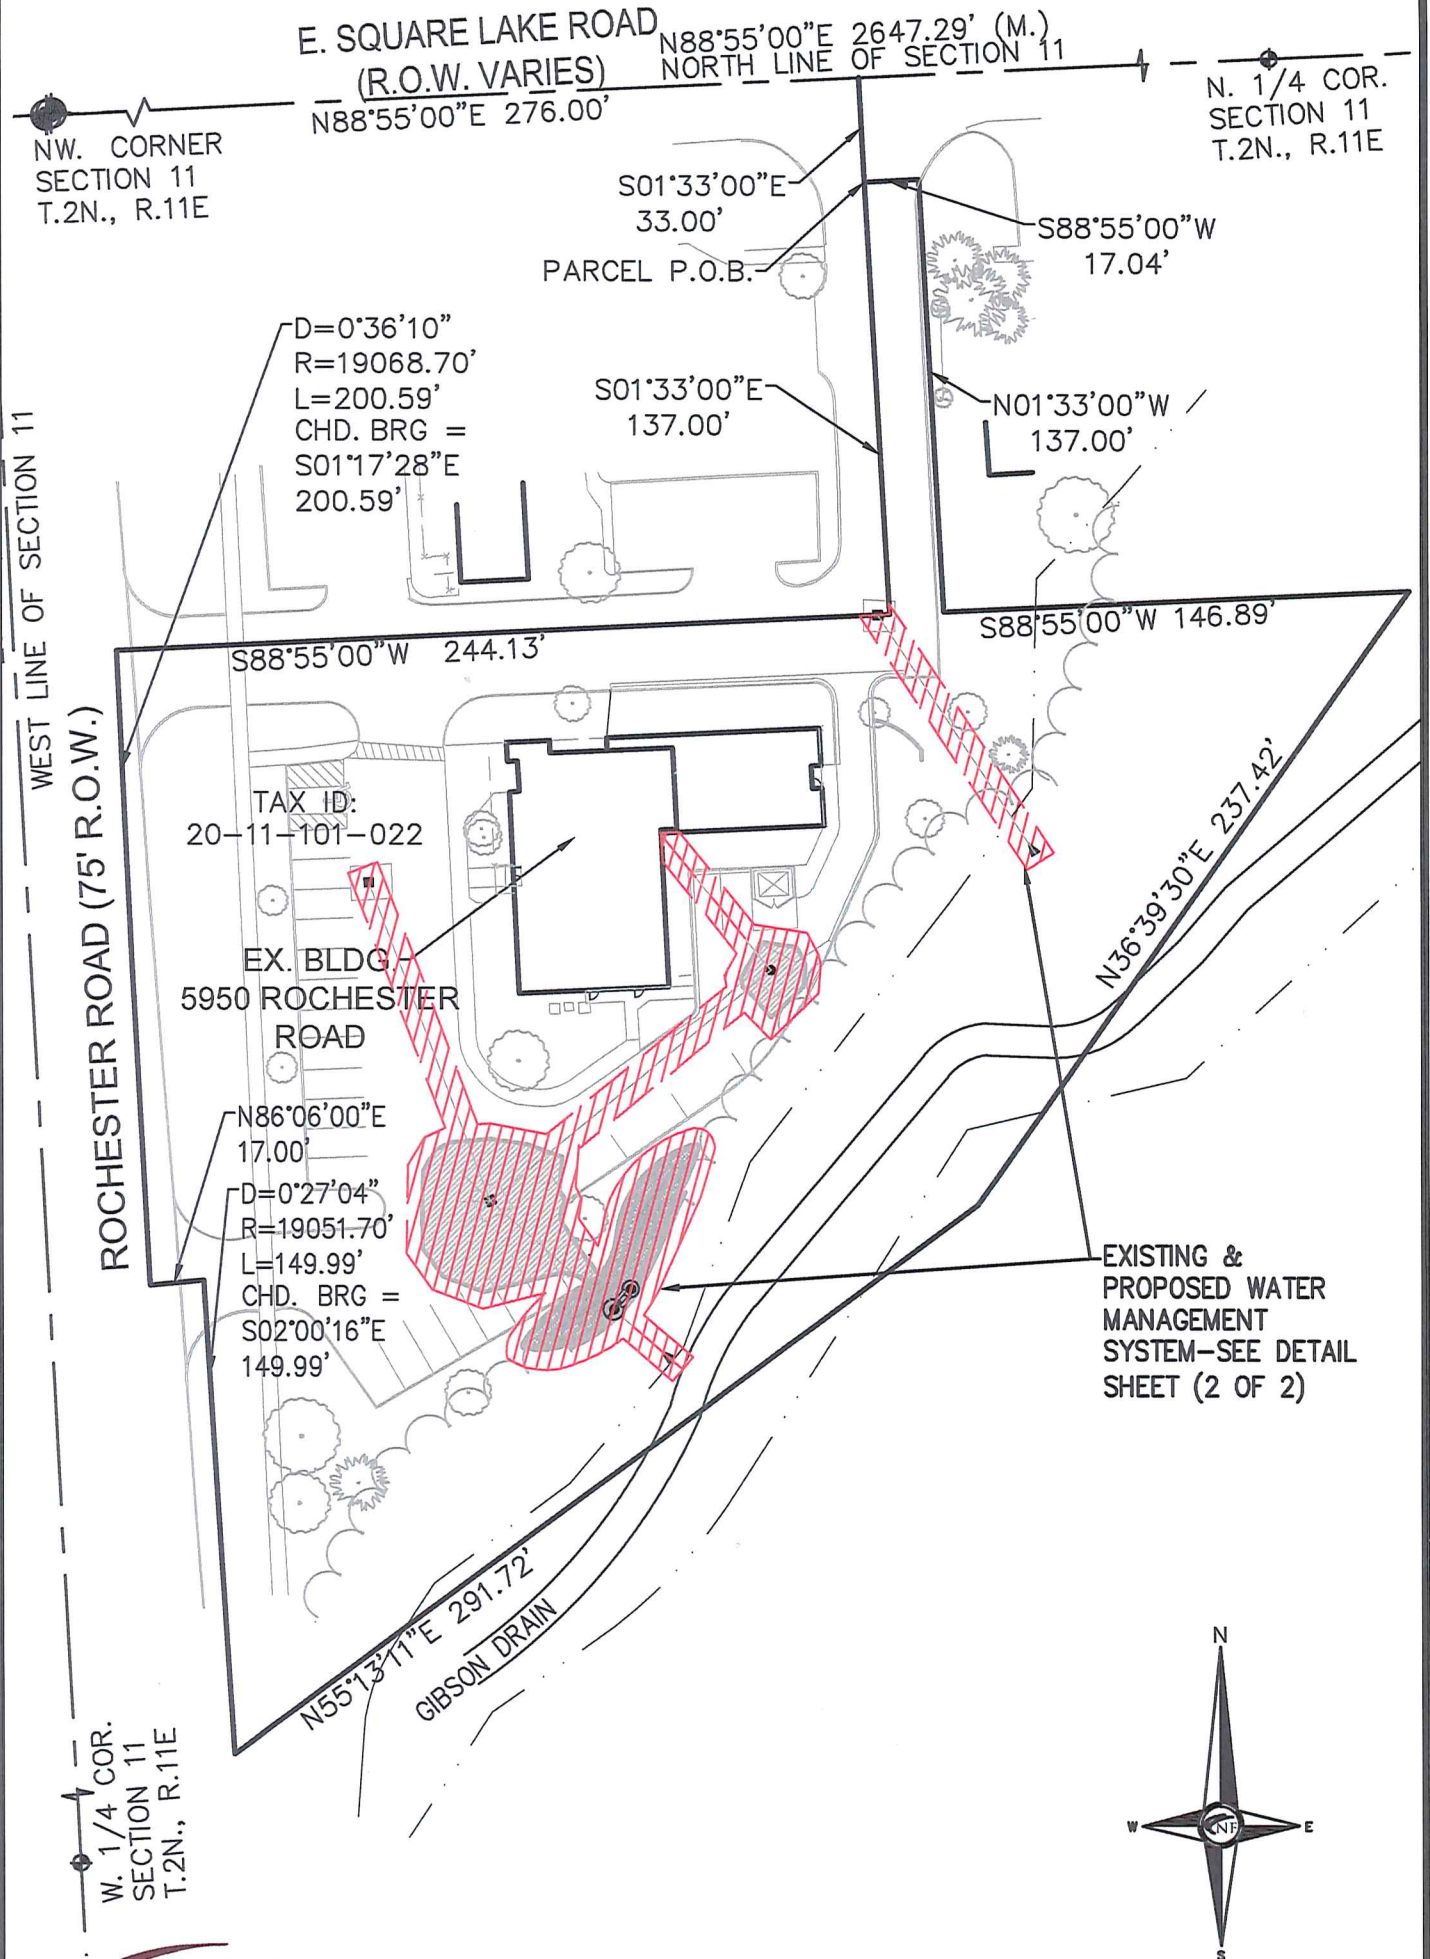 E. SQUARE LAKE ROAD
(R.O.W. VARIES)
N88°55'00"E 2647.29' (M.)
NORTH LINE OF SECTION 11
N88°55'00"E 276.00'
NW. CORNER
SECTION 11
T.2N., R.11E
N. 1/4 COR.
SECTION 11
T.2N., R.11E
S01°33'00"E
33.00'
S88°55'00"W
17.04'
PARCEL P.O.B.
D=0°36'10"
R=19068.70'
L=200.59'
CHD. BRG =
S01°17'28"E
200.59'
S01°33'00"E
137.00'
N01°33'00"W
137.00'
WEST LINE OF SECTION 11
S88°55'00"W 244.13'
S88°55'00"W 146.89'
ROCHESTER ROAD (75' R.O.W.)
TAX ID:
20-11-101-022
N36°39'30"E 237.42'
EX. BLDG.
5950 ROCHESTER
ROAD
N86°06'00"E
17.00'
D=0°27'04"
R=19051.70'
L=149.99'
CHD. BRG =
S02°00'16"E
149.99'
EXISTING &
PROPOSED WATER
MANAGEMENT
SYSTEM-SEE DETAIL
SHEET (2 OF 2)
N55°13'11"E 291.72'
GIBSON DRAIN
W. 1/4 COR.
SECTION 11
T.2N., R.11E
N
W
NF
E
S